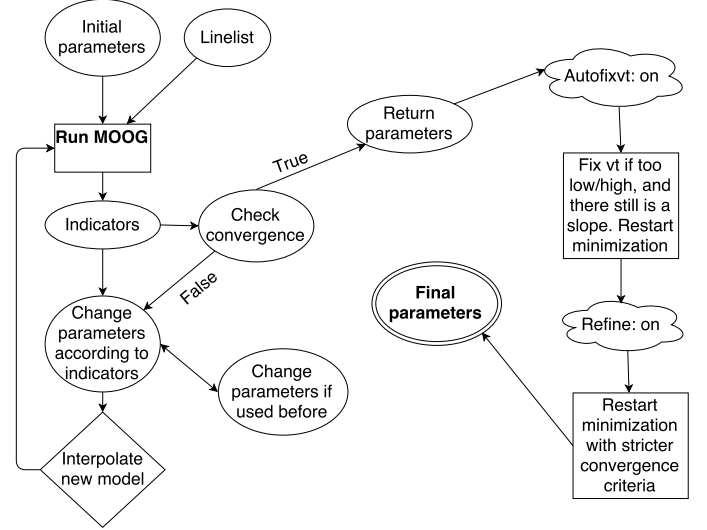 Initial
parameters
Linelist
Run MOOG
Indicators
Check
convergence
True
False
Return
parameters
Change
parameters
according to
indicators
Change
parameters if
used before
Interpolate
new model
Autofixvt: on
Fix vt if too
low/high, and
there still is a
slope. Restart
minimization
Refine: on
Restart
minimization
with stricter
convergence
criteria
Final
parameters